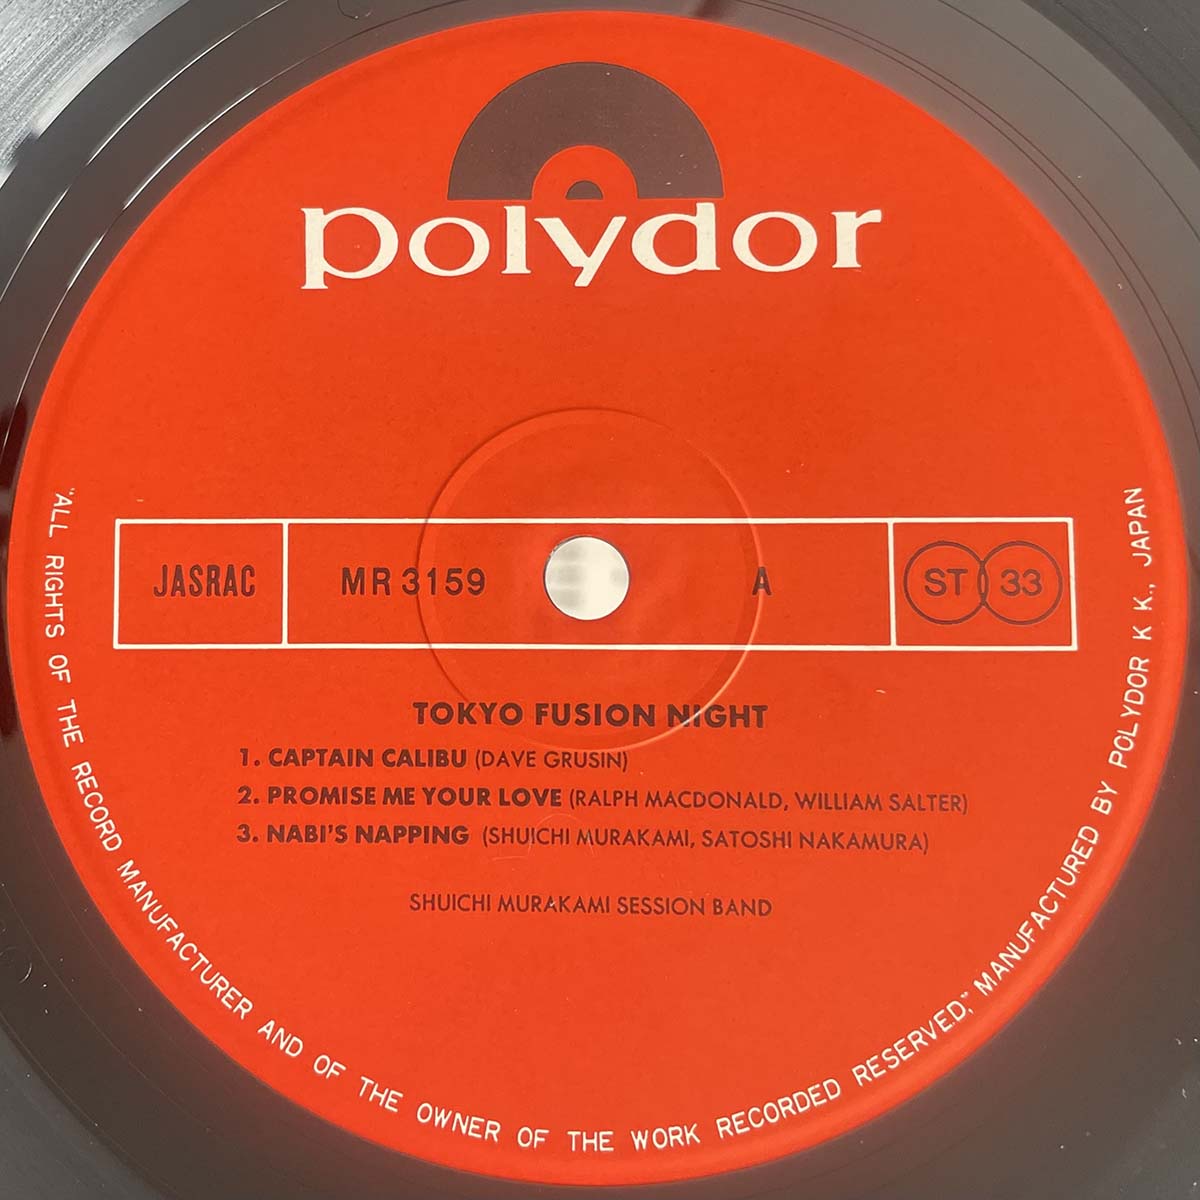 polydor
JASRAC MR 3159 A ST 33
TOKYO FUSION NIGHT
1. CAPTAIN CALIBU (DAVE GRUSIN)
2. PROMISE ME YOUR LOVE (RALPH MACDONALD, WILLIAM SALTER)
3. NABI'S NAPPING (SHUICHI MURAKAMI, SATOSHI NAKAMURA)
SHUICHI MURAKAMI SESSION BAND
"ALL RIGHTS OF THE RECORD MANUFACTURER AND OF THE OWNER OF THE WORK RECORDED RESERVED," MANUFACTURED BY POLYDOR K K., JAPAN